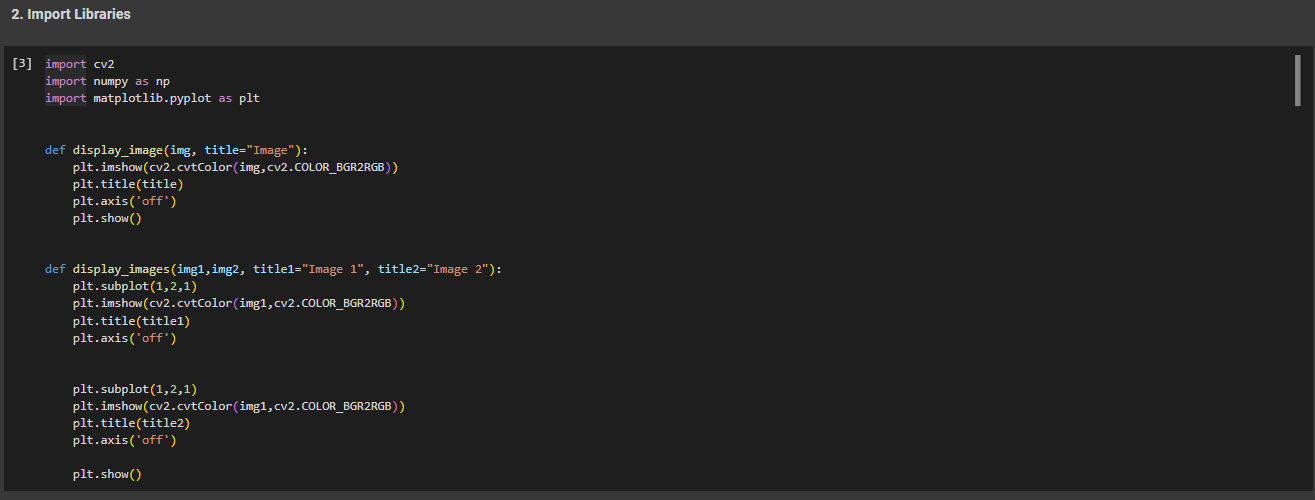 2. Import Libraries
[3] import cv2
import numpy as np
import matplotlib.pyplot as plt
def display_image(img, title="Image"):
    plt.imshow(cv2.cvtColor(img,cv2.COLOR_BGR2RGB))
    plt.title(title)
    plt.axis('off')
    plt.show()
def display_images(img1,img2, title1="Image 1", title2="Image 2"):
    plt.subplot(1,2,1)
    plt.imshow(cv2.cvtColor(img1,cv2.COLOR_BGR2RGB))
    plt.title(title1)
    plt.axis('off')
    plt.subplot(1,2,1)
    plt.imshow(cv2.cvtColor(img1,cv2.COLOR_BGR2RGB))
    plt.title(title2)
    plt.axis('off')
    plt.show()